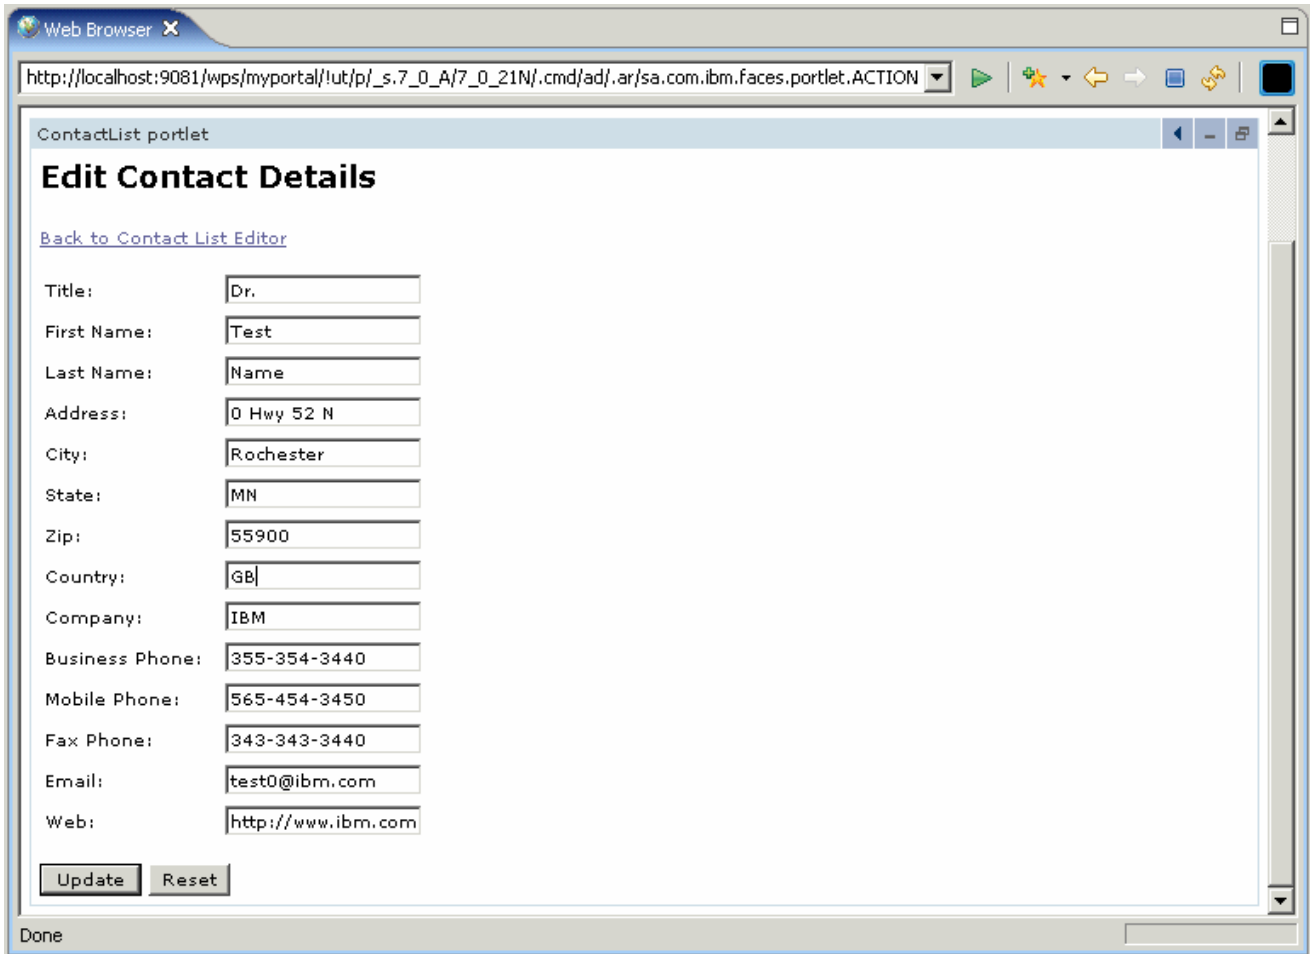 Web Browser
http://localhost:9081/wps/myportal/!ut/p/_s.7_0_A/7_0_21N/.cmd/ad/.ar/sa.com.ibm.faces.portlet.ACTION
ContactList portlet
Edit Contact Details
Back to Contact List Editor
Title: Dr.
First Name: Test
Last Name: Name
Address: 0 Hwy 52 N
City: Rochester
State: MN
Zip: 55900
Country: GB
Company: IBM
Business Phone: 355-354-3440
Mobile Phone: 565-454-3450
Fax Phone: 343-343-3440
Email: test0@ibm.com
Web: http://www.ibm.com
Update Reset
Done